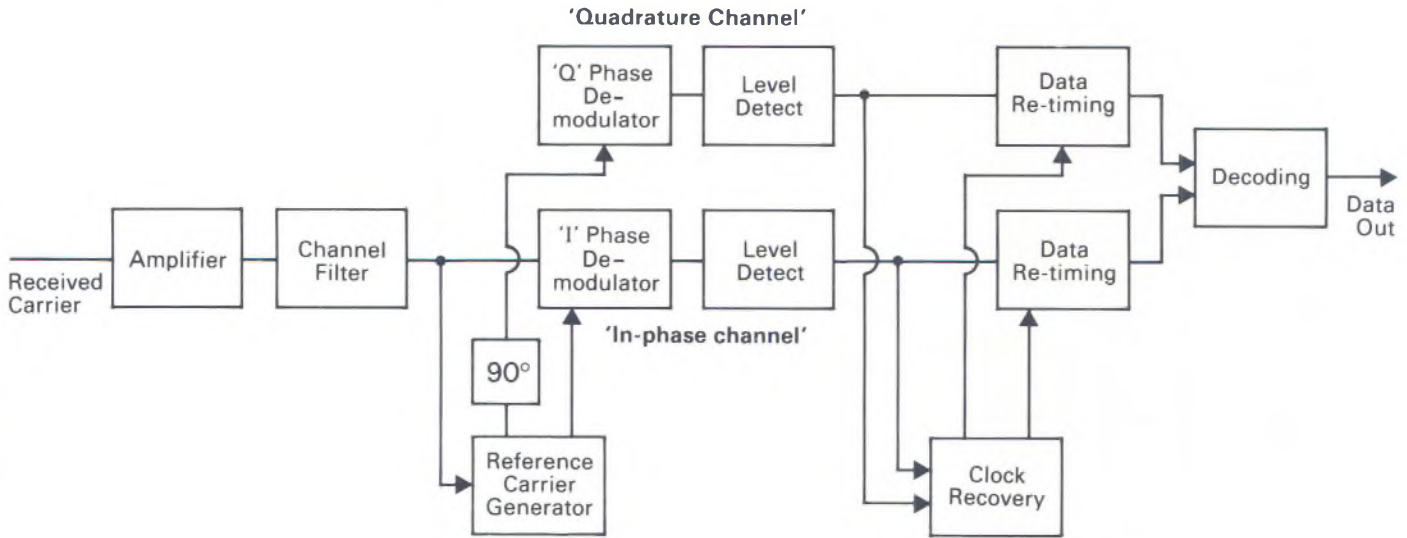 'Quadrature Channel'
'Q' Phase
De-
modulator
Level
Detect
Data
Re-timing
Decoding
Data
Out
Received
Carrier
Amplifier
Channel
Filter
'I' Phase
De-
modulator
Level
Detect
Data
Re-timing
'In-phase channel'
90°
Reference
Carrier
Generator
Clock
Recovery